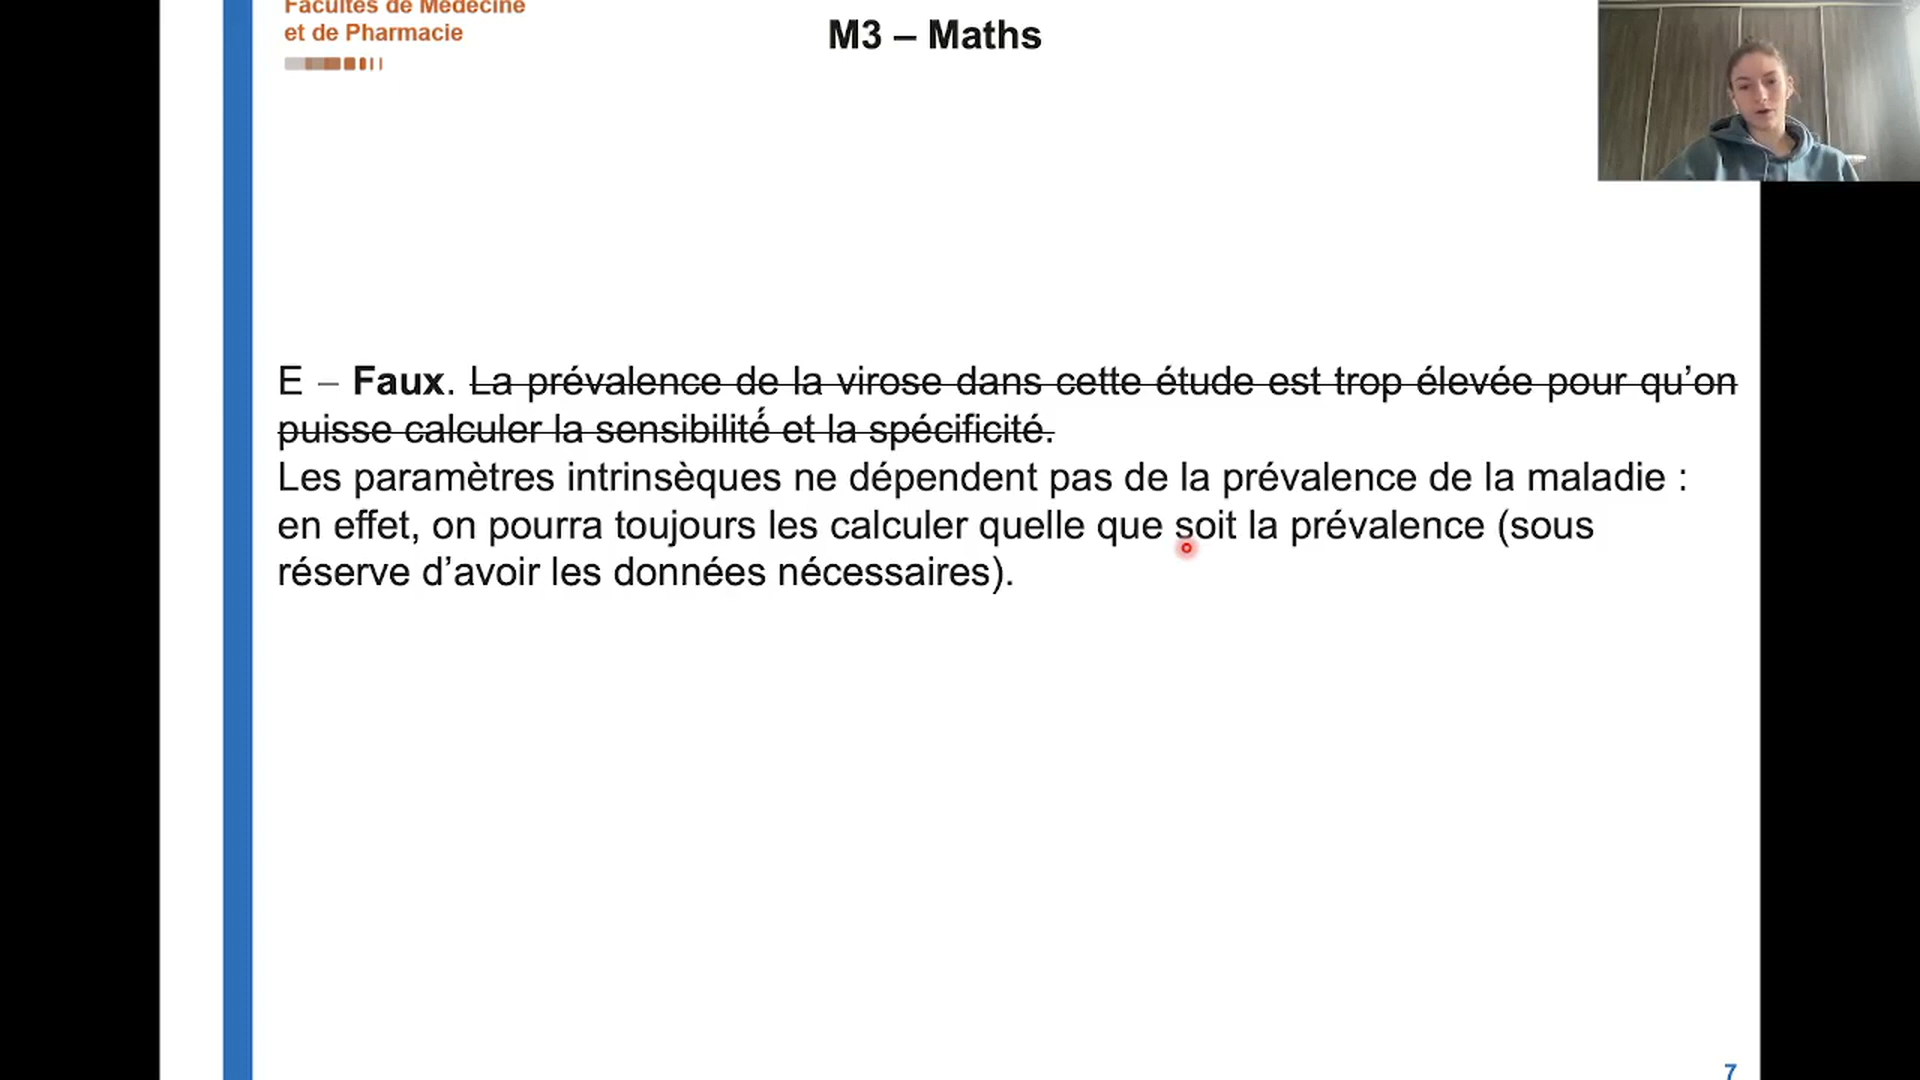 Facultés de Médecine
et de Pharmacie
M3 – Maths
E – Faux. La prévalence de la virose dans cette étude est trop élevée pour qu’on
puisse calculer la sensibilité́ et la spécificité.
Les paramètres intrinsèques ne dépendent pas de la prévalence de la maladie :
en effet, on pourra toujours les calculer quelle que soit la prévalence (sous
réserve d’avoir les données nécessaires).
7